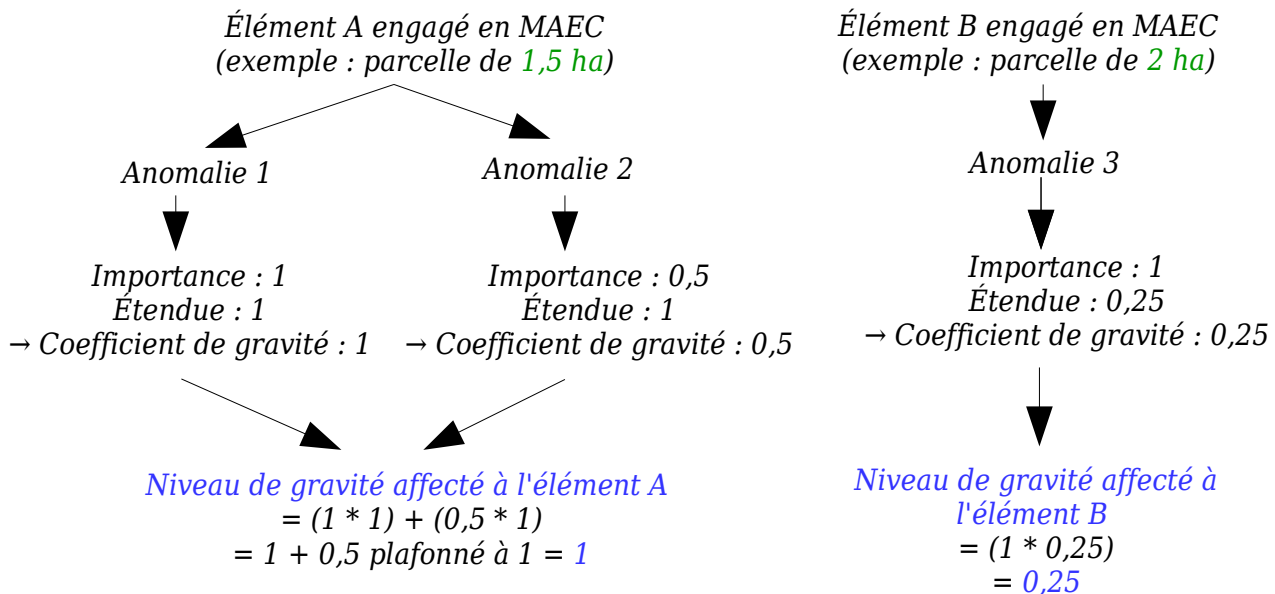 Élément A engagé en MAEC
(exemple : parcelle de 1,5 ha)
Anomalie 1
Anomalie 2
Importance : 1
Étendue : 1
→ Coefficient de gravité : 1
Importance : 0,5
Étendue : 1
→ Coefficient de gravité : 0,5
Niveau de gravité affecté à l'élément A
= (1 * 1) + (0,5 * 1)
= 1 + 0,5 plafonné à 1 = 1
Élément B engagé en MAEC
(exemple : parcelle de 2 ha)
Anomalie 3
Importance : 1
Étendue : 0,25
→ Coefficient de gravité : 0,25
Niveau de gravité affecté à
l'élément B
= (1 * 0,25)
= 0,25